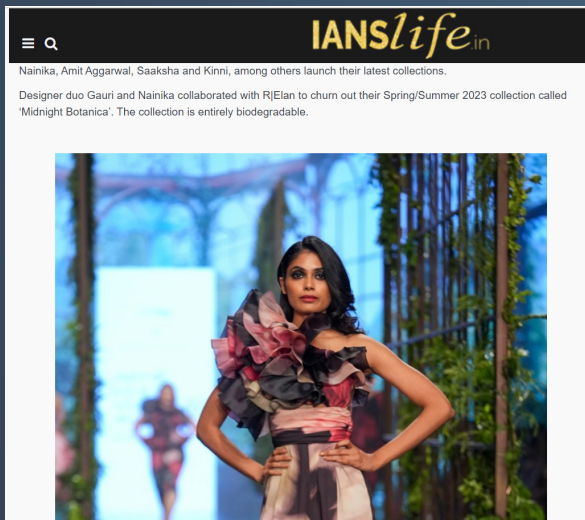 IANSlife.in
Nainika, Amit Aggarwal, Saaksha and Kinni, among others launch their latest collections.
Designer duo Gauri and Nainika collaborated with R|Elan to churn out their Spring/Summer 2023 collection called
‘Midnight Botanica’. The collection is entirely biodegradable.